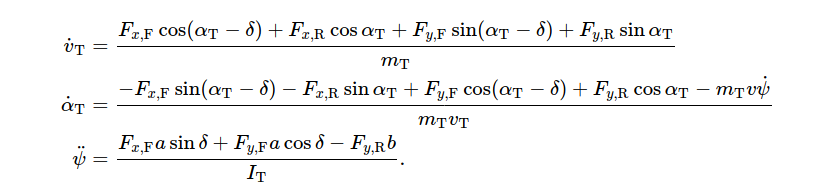 v̇_T = (F_{x,F} cos(α_T − δ) + F_{x,R} cos α_T + F_{y,F} sin(α_T − δ) + F_{y,R} sin α_T) / m_T
α̇_T = (−F_{x,F} sin(α_T − δ) − F_{x,R} sin α_T + F_{y,F} cos(α_T − δ) + F_{y,R} cos α_T − m_T v ψ̇) / (m_T v_T)
ψ̈ = (F_{x,F} a sin δ + F_{y,F} a cos δ − F_{y,R} b) / I_T.